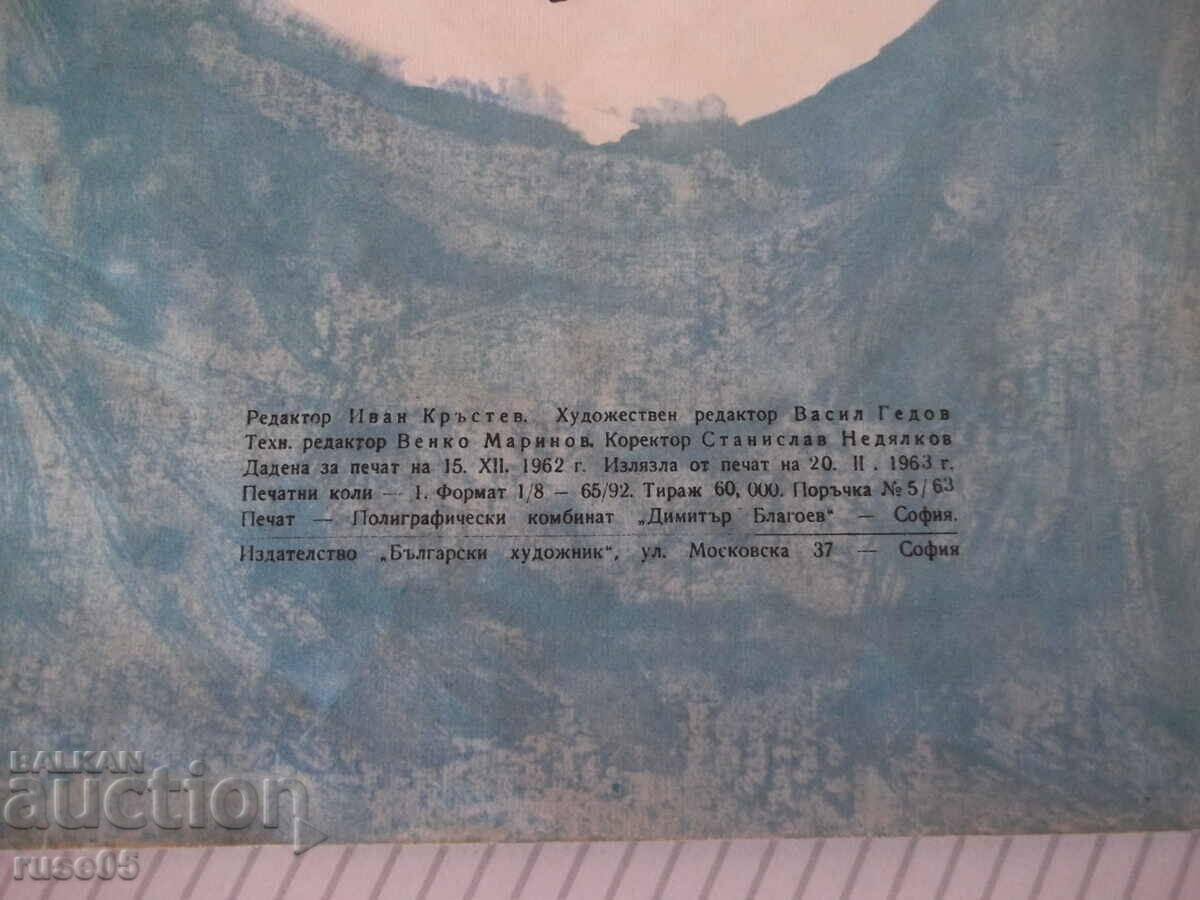 Редактор Иван Кръстев. Художествен редактор Васил Гедов
Техн. редактор Венко Маринов. Коректор Станислав Недялков
Дадена за печат на 15. XII. 1962 г. Излязла от печат на 20. II. 1963 г.
Печатни коли — 1. Формат 1/8 — 65/92. Тираж 60,000. Поръчка № 5/63
Печат — Полиграфически комбинат „Димитър Благоев“ — София.
Издателство „Български художник“, ул. Московска 37 — София
BALKAN
auction
ruse05